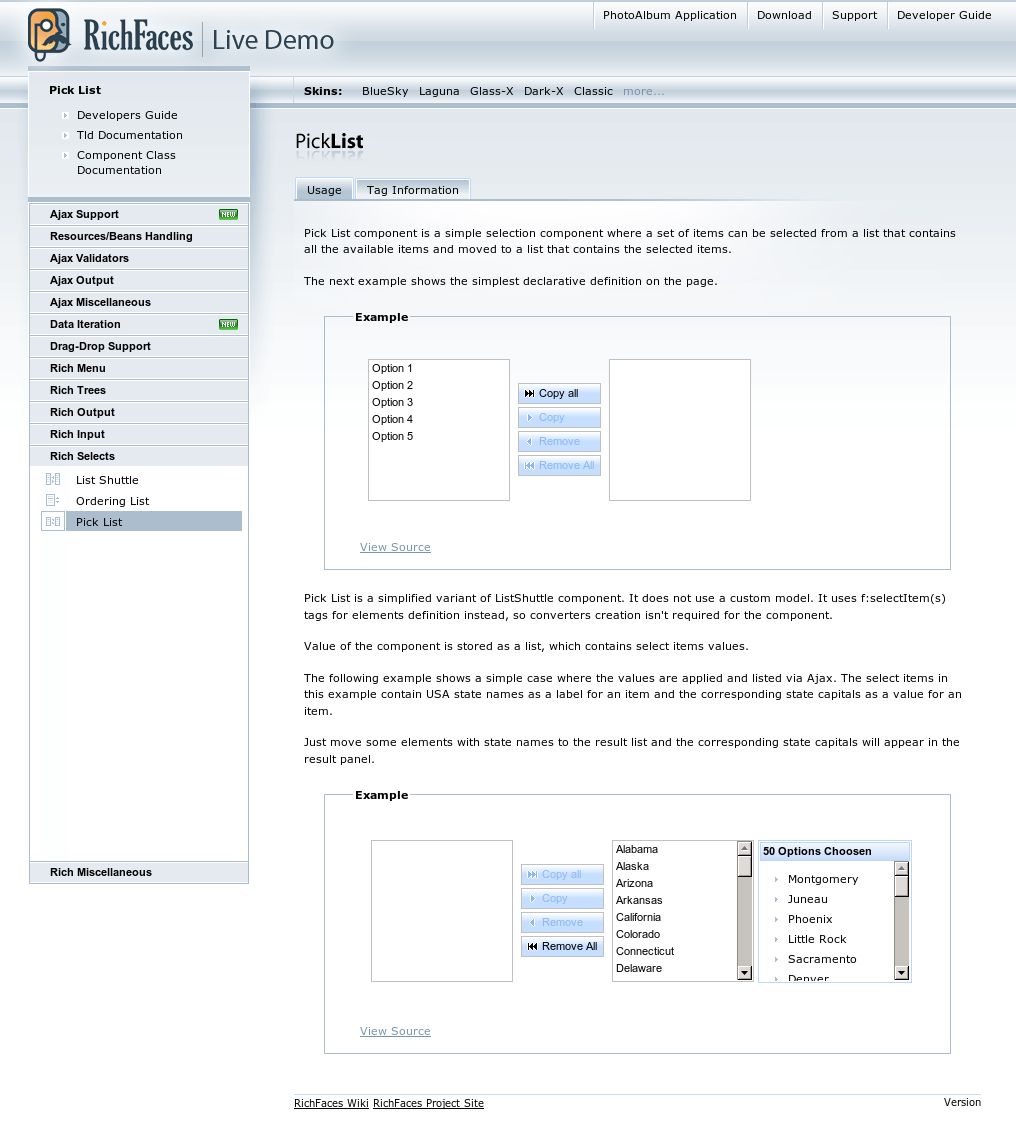 PhotoAlbum Application Download Support Developer Guide
RichFaces Live Demo
Pick List
Developers Guide
Tld Documentation
Component Class
Documentation
Skins: BlueSky Laguna Glass-X Dark-X Classic more...
Ajax Support NEW
Resources/Beans Handling
Ajax Validators
Ajax Output
Ajax Miscellaneous
Data Iteration NEW
Drag-Drop Support
Rich Menu
Rich Trees
Rich Output
Rich Input
Rich Selects
List Shuttle
Ordering List
Pick List
Rich Miscellaneous
PickList
Usage Tag Information
Pick List component is a simple selection component where a set of items can be selected from a list that contains
all the available items and moved to a list that contains the selected items.
The next example shows the simplest declarative definition on the page.
Example
Option 1
Option 2
Option 3
Option 4
Option 5
Copy all
Copy
Remove
Remove All
View Source
Pick List is a simplified variant of ListShuttle component. It does not use a custom model. It uses f:selectItem(s)
tags for elements definition instead, so converters creation isn't required for the component.
Value of the component is stored as a list, which contains select items values.
The following example shows a simple case where the values are applied and listed via Ajax. The select items in
this example contain USA state names as a label for an item and the corresponding state capitals as a value for an
item.
Just move some elements with state names to the result list and the corresponding state capitals will appear in the
result panel.
Example
Copy all
Copy
Remove
Remove All
Alabama
Alaska
Arizona
Arkansas
California
Colorado
Connecticut
Delaware
50 Options Choosen
Montgomery
Juneau
Phoenix
Little Rock
Sacramento
Denver
View Source
RichFaces Wiki RichFaces Project Site Version